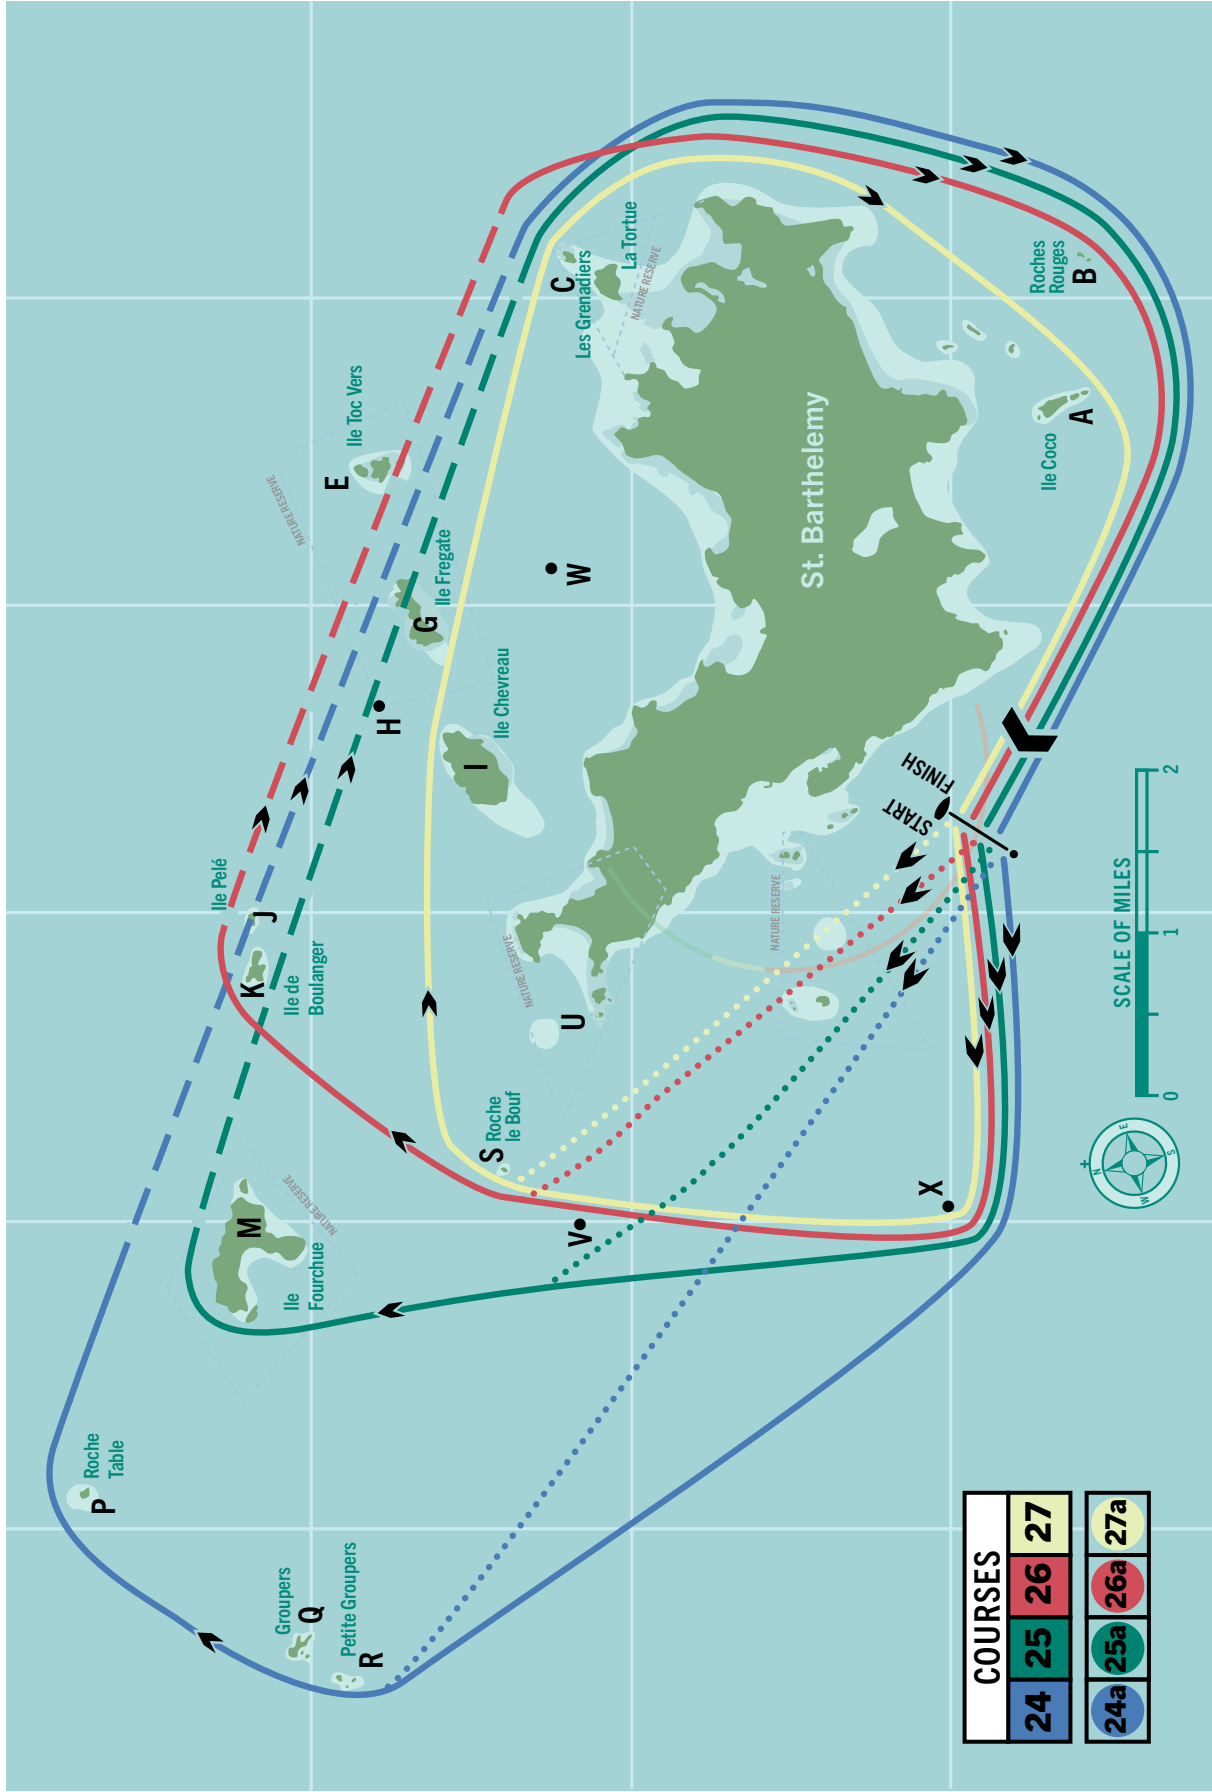 P
Roche
Table
Groupers
Q
Petite Groupers
R
M
Ile
Fourchue
NATURE RESERVE
K
Ile de
Boulanger
Ile Pelé
J
H
E
Ile Toc Vers
NATURE RESERVE
G
Ile Fregate
I
Ile Chevreau
C
Les Grenadiers
La Tortue
NATURE RESERVE
W
S
Roche
le Bouf
V
U
NATURE RESERVE
NATURE RESERVE
X
St. Barthelemy
START
FINISH
Ile Coco
A
Roches
Rouges
B
COURSES
24 25 26 27
24a 25a 26a 27a
N
E
S
W
SCALE OF MILES
0 1 2